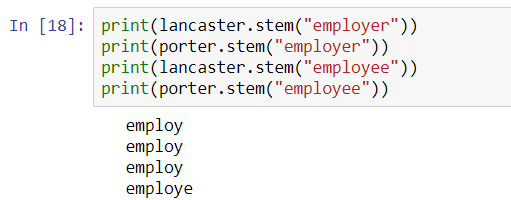 In [18]: print(lancaster.stem("employer"))
print(porter.stem("employer"))
print(lancaster.stem("employee"))
print(porter.stem("employee"))
employ
employ
employ
employe